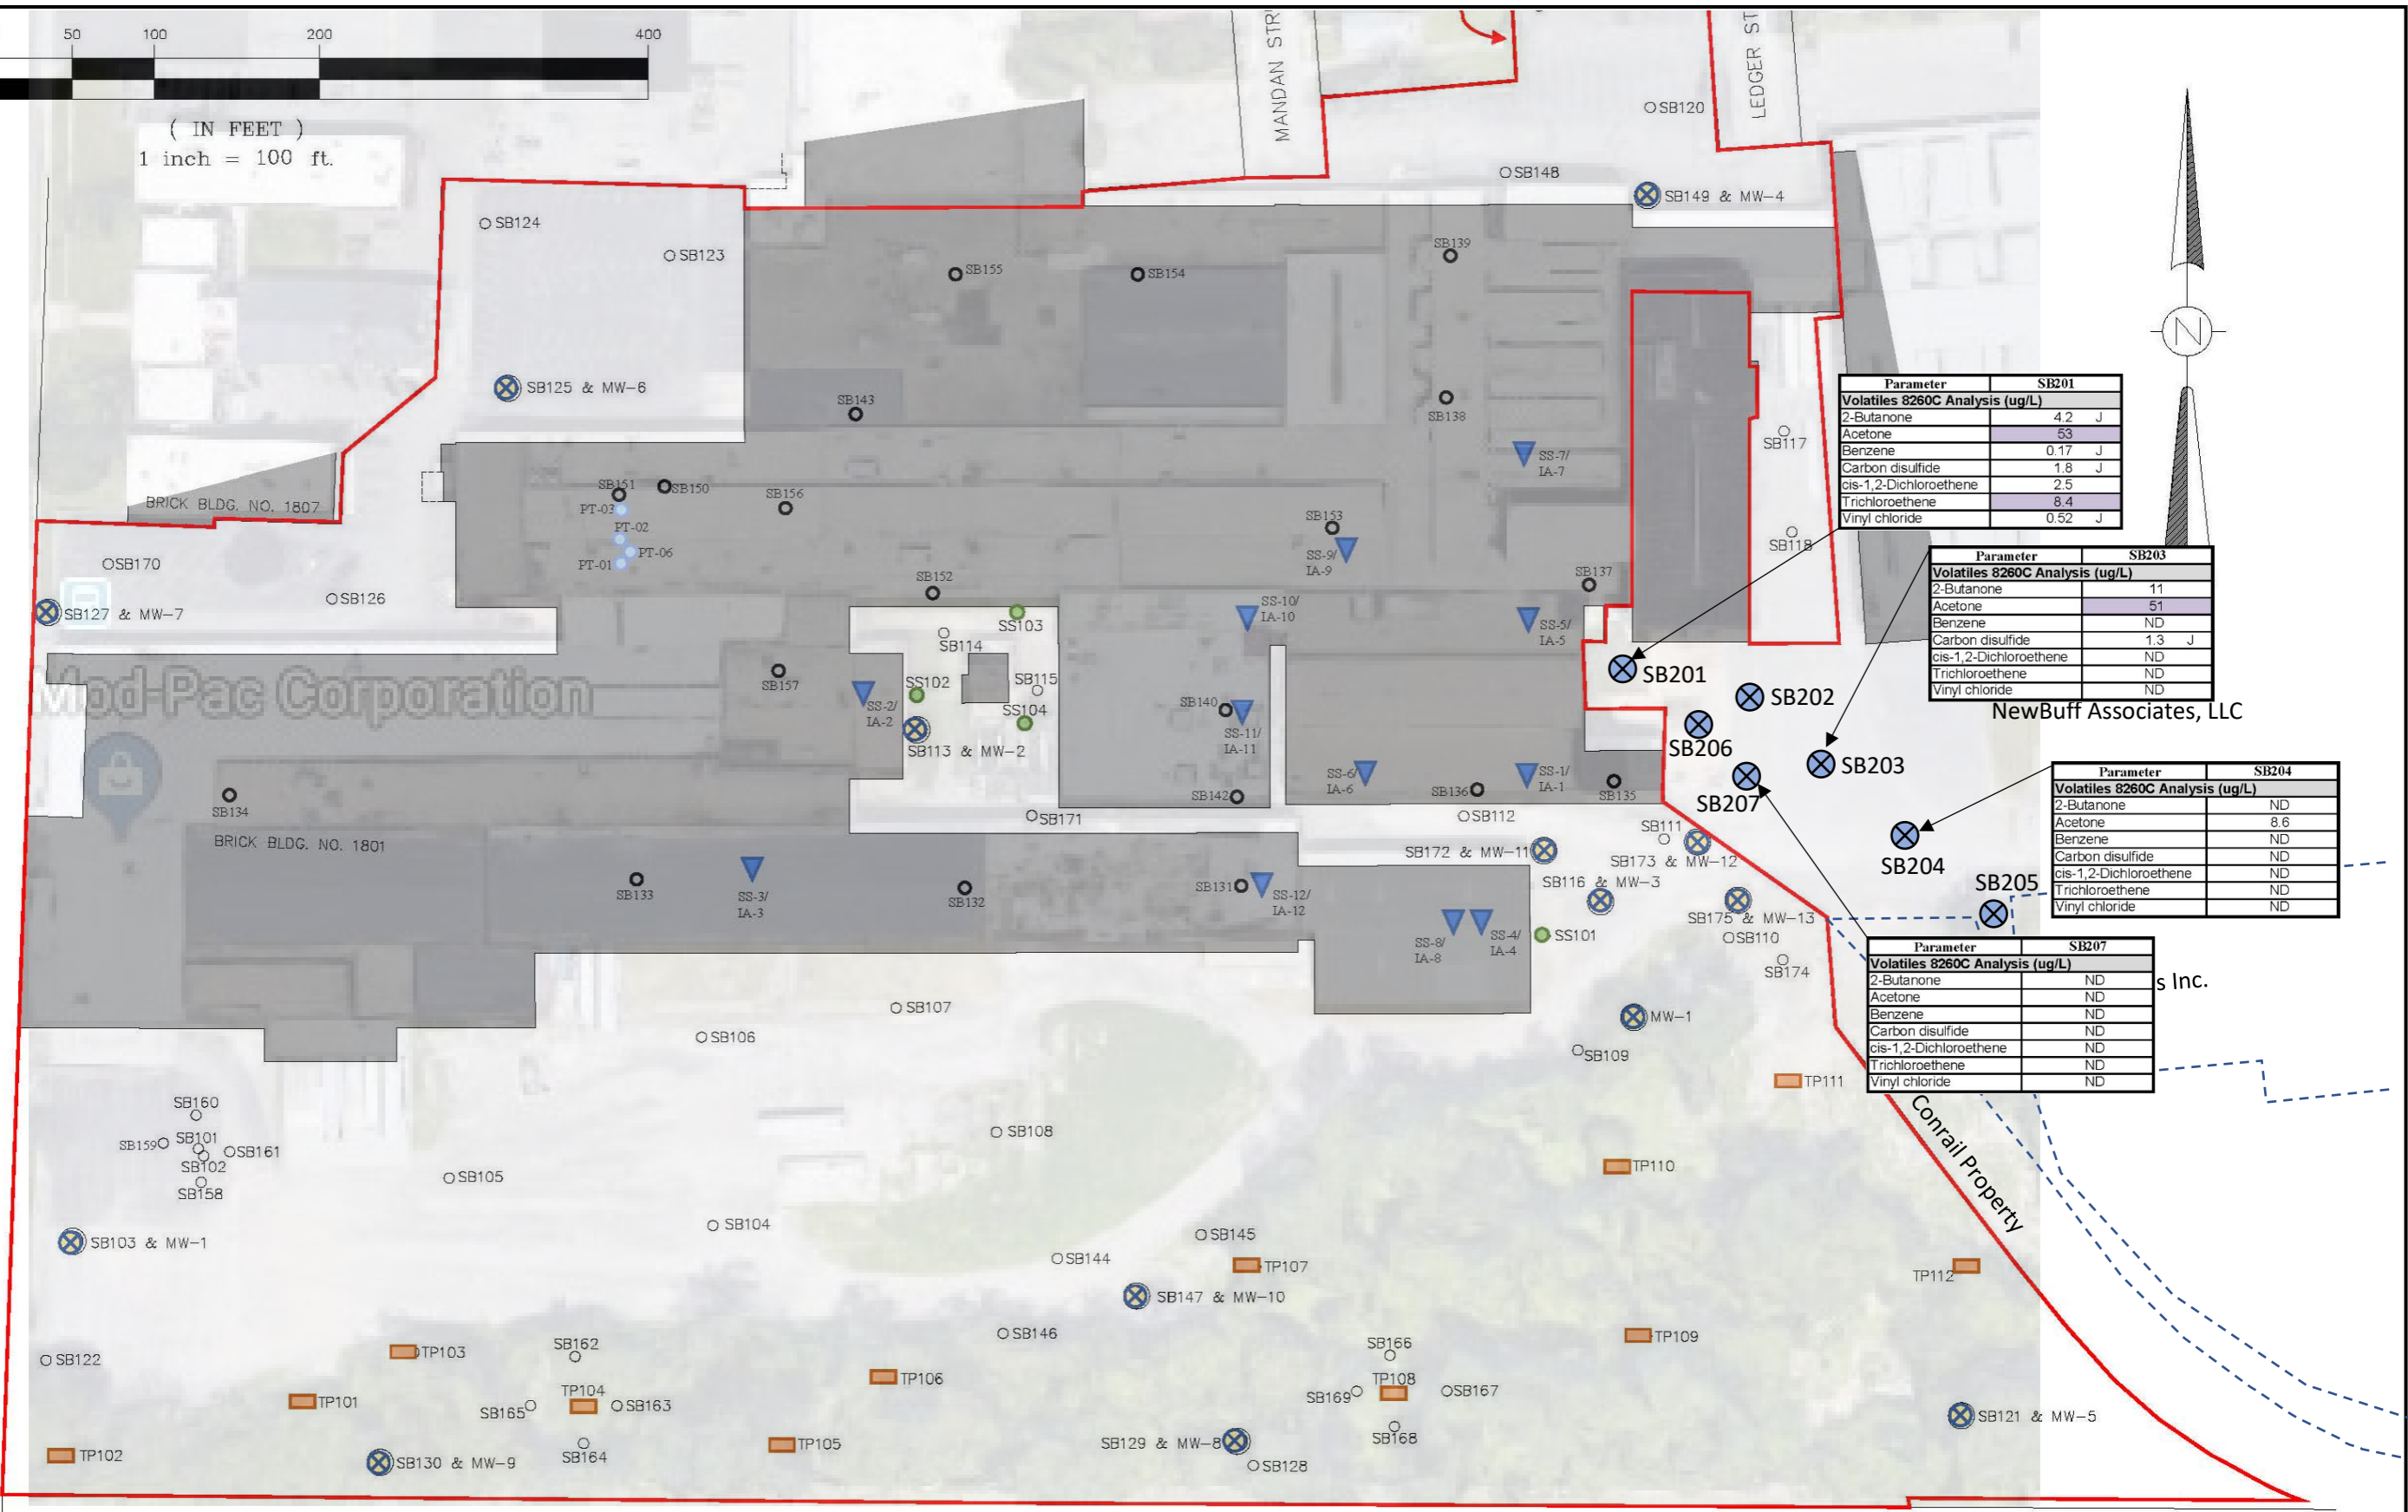 50 100 200 400
( IN FEET )
1 inch = 100 ft.
MANDAN STR
LEDGER ST
SB120
SB148
SB149 & MW-4
SB124
SB123
SB155
SB154
SB139
N
SB125 & MW-6
SB143
SB138
SB117
SS-7/
IA-7
Parameter SB201
Volatiles 8260C Analysis (ug/L)
2-Butanone 4.2 J
Acetone 53
Benzene 0.17 J
Carbon disulfide 1.8 J
cis-1,2-Dichloroethene 2.5
Trichloroethene 8.4
Vinyl chloride 0.52 J
BRICK BLDG. NO. 1807
SB151
SB150
SB156
PT-03
PT-02
PT-06
PT-01
SB153
SS-9/
IA-9
SB118
SB170
SB126
SB127 & MW-7
SB152
SB137
Parameter SB203
Volatiles 8260C Analysis (ug/L)
2-Butanone 11
Acetone 51
Benzene ND
Carbon disulfide 1.3 J
cis-1,2-Dichloroethene ND
Trichloroethene ND
Vinyl chloride ND
NewBuff Associates, LLC
SS103
SB114
SS-10/
IA-10
SS-5/
IA-5
Mod-Pac Corporation
SB157
SS-2/
IA-2
SS102
SB115
SS104
SB113 & MW-2
SB140
SS-11/
IA-11
SB201
SB202
SB206
SB203
SB207
SB134
SS-6/
IA-6
SB136
SS-1/
IA-1
SB135
SB142
SB171
SB112
SB111
BRICK BLDG. NO. 1801
SB172 & MW-11
SB173 & MW-12
SB204
SB205
Parameter SB204
Volatiles 8260C Analysis (ug/L)
2-Butanone ND
Acetone 8.6
Benzene ND
Carbon disulfide ND
cis-1,2-Dichloroethene ND
Trichloroethene ND
Vinyl chloride ND
SB133
SS-3/
IA-3
SB132
SB131
SS-12/
IA-12
SB116 & MW-3
SB175 & MW-13
SS-8/
IA-8
SS-4/
IA-4
SS101
SB110
SB174
Parameter SB207
Volatiles 8260C Analysis (ug/L)
2-Butanone ND
Acetone ND
Benzene ND
Carbon disulfide ND
cis-1,2-Dichloroethene ND
Trichloroethene ND
Vinyl chloride ND
s Inc.
SB107
SB106
MW-1
SB109
TP111
Conrail Property
SB160
SB159
SB101
SB161
SB102
SB158
SB108
SB105
TP110
SB104
SB103 & MW-1
SB145
SB144
TP107
TP112
SB147 & MW-10
SB146
TP109
SB122
TP103
SB162
SB166
TP101
TP104
SB165
SB163
TP106
TP108
SB169
SB167
SB121 & MW-5
TP102
SB164
TP105
SB129 & MW-8
SB168
SB130 & MW-9
SB128